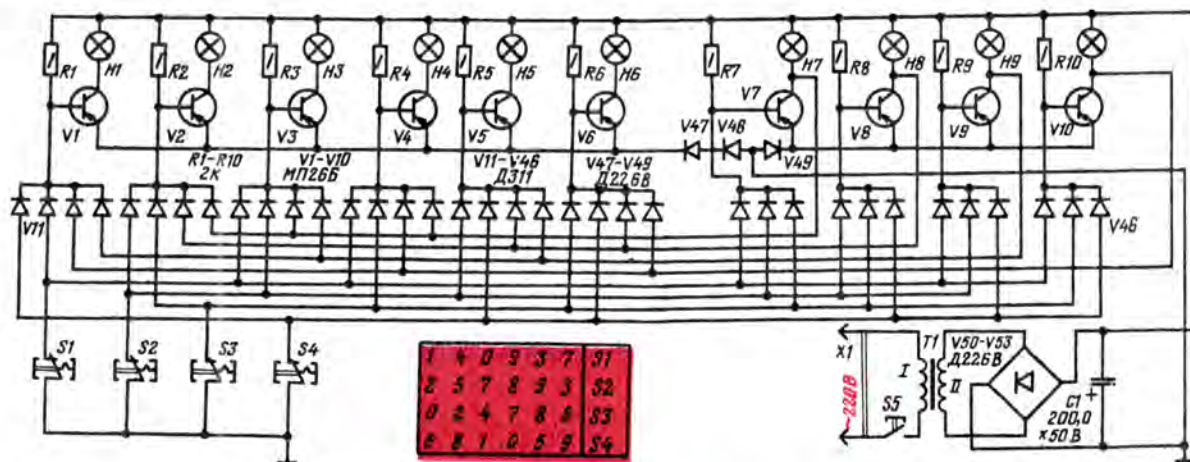 R1 H1 R2 H2 R3 H3 R4 H4 R5 H5 R6 H6 R7 H7 R8 H8 R9 H9 R10
V1 V2 V3 V4 V5 V6 V7 V8 V9 V10
V47 V48 V49
R1-R10 V1-V10 V11-V46 V47-V49
2К МП26Б Д311 Д226В
V11 V46
S1 S2 S3 S4
1 4 0 9 3 7 S1
2 5 7 8 9 3 S2
0 2 4 7 8 6 S3
6 8 1 0 5 9 S4
X1 T1 V50-V53
Д226В
I II
~220В
S5
C1
200,0
×50В
+